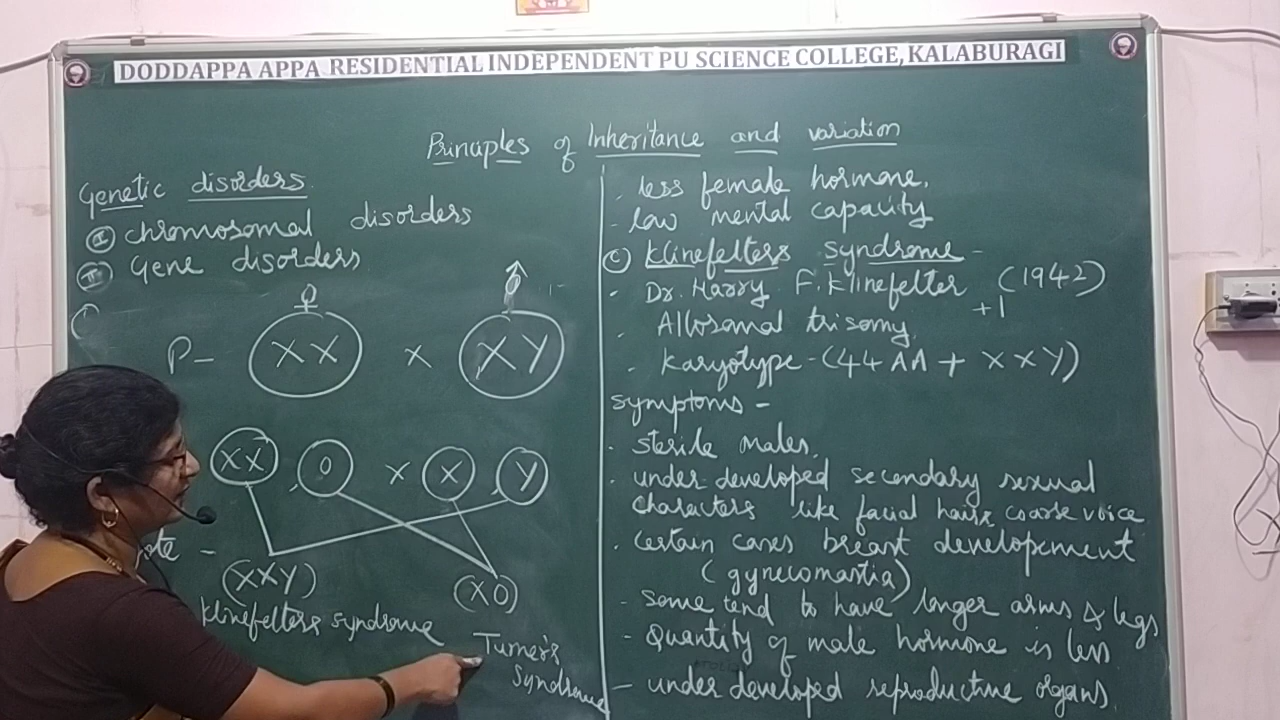 DODDAPPA APPA RESIDENTIAL INDEPENDENT PU SCIENCE COLLEGE, KALABURAGI
Principles of Inheritance and variation
Genetic disorders
I chromosomal disorders
II Gene disorders
♀ ♂
P- XX x XY
XX, O x X, Y
(XXY) (XO)
Klinefelters syndrome
Turner's
Syndrome
. less female hormone.
- low mental capacity
C) Klinefelters syndrome -
. Dr. Harry F. Klinefelter (1942)
+1
. Allosomal trisomy
. Karyotype - (44 AA + X X Y)
Symptoms -
. Sterile males.
. under-developed secondary sexual
characters like facial hair, coarse voice
. Certain cases breast developement
(gynecomastia)
- Some tend to have longer arms & legs
- Quantity of male hormone is less
- under developed reproductive organs